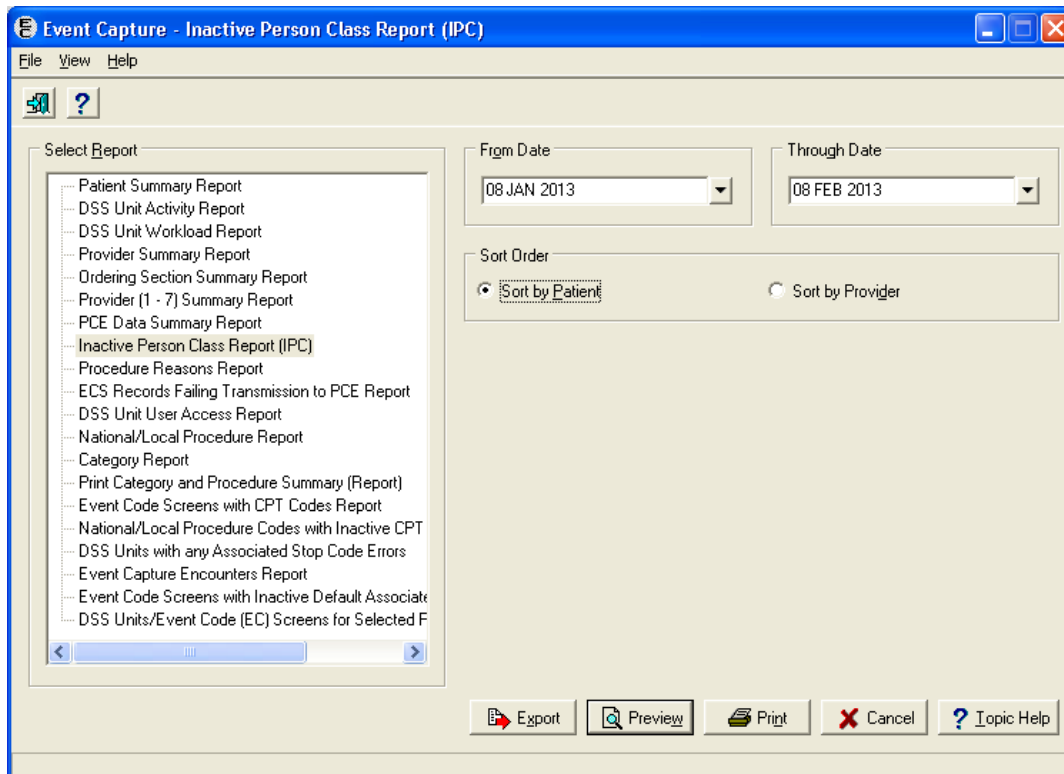 Event Capture - Inactive Person Class Report (IPC)
File View Help
?
Select Report
Patient Summary Report
DSS Unit Activity Report
DSS Unit Workload Report
Provider Summary Report
Ordering Section Summary Report
Provider (1 - 7) Summary Report
PCE Data Summary Report
Inactive Person Class Report (IPC)
Procedure Reasons Report
ECS Records Failing Transmission to PCE Report
DSS Unit User Access Report
National/Local Procedure Report
Category Report
Print Category and Procedure Summary (Report)
Event Code Screens with CPT Codes Report
National/Local Procedure Codes with Inactive CPT
DSS Units with any Associated Stop Code Errors
Event Capture Encounters Report
Event Code Screens with Inactive Default Associate
DSS Units/Event Code (EC) Screens for Selected F
From Date
08 JAN 2013
Through Date
08 FEB 2013
Sort Order
Sort by Patient
Sort by Provider
Export
Preview
Print
Cancel
? Topic Help